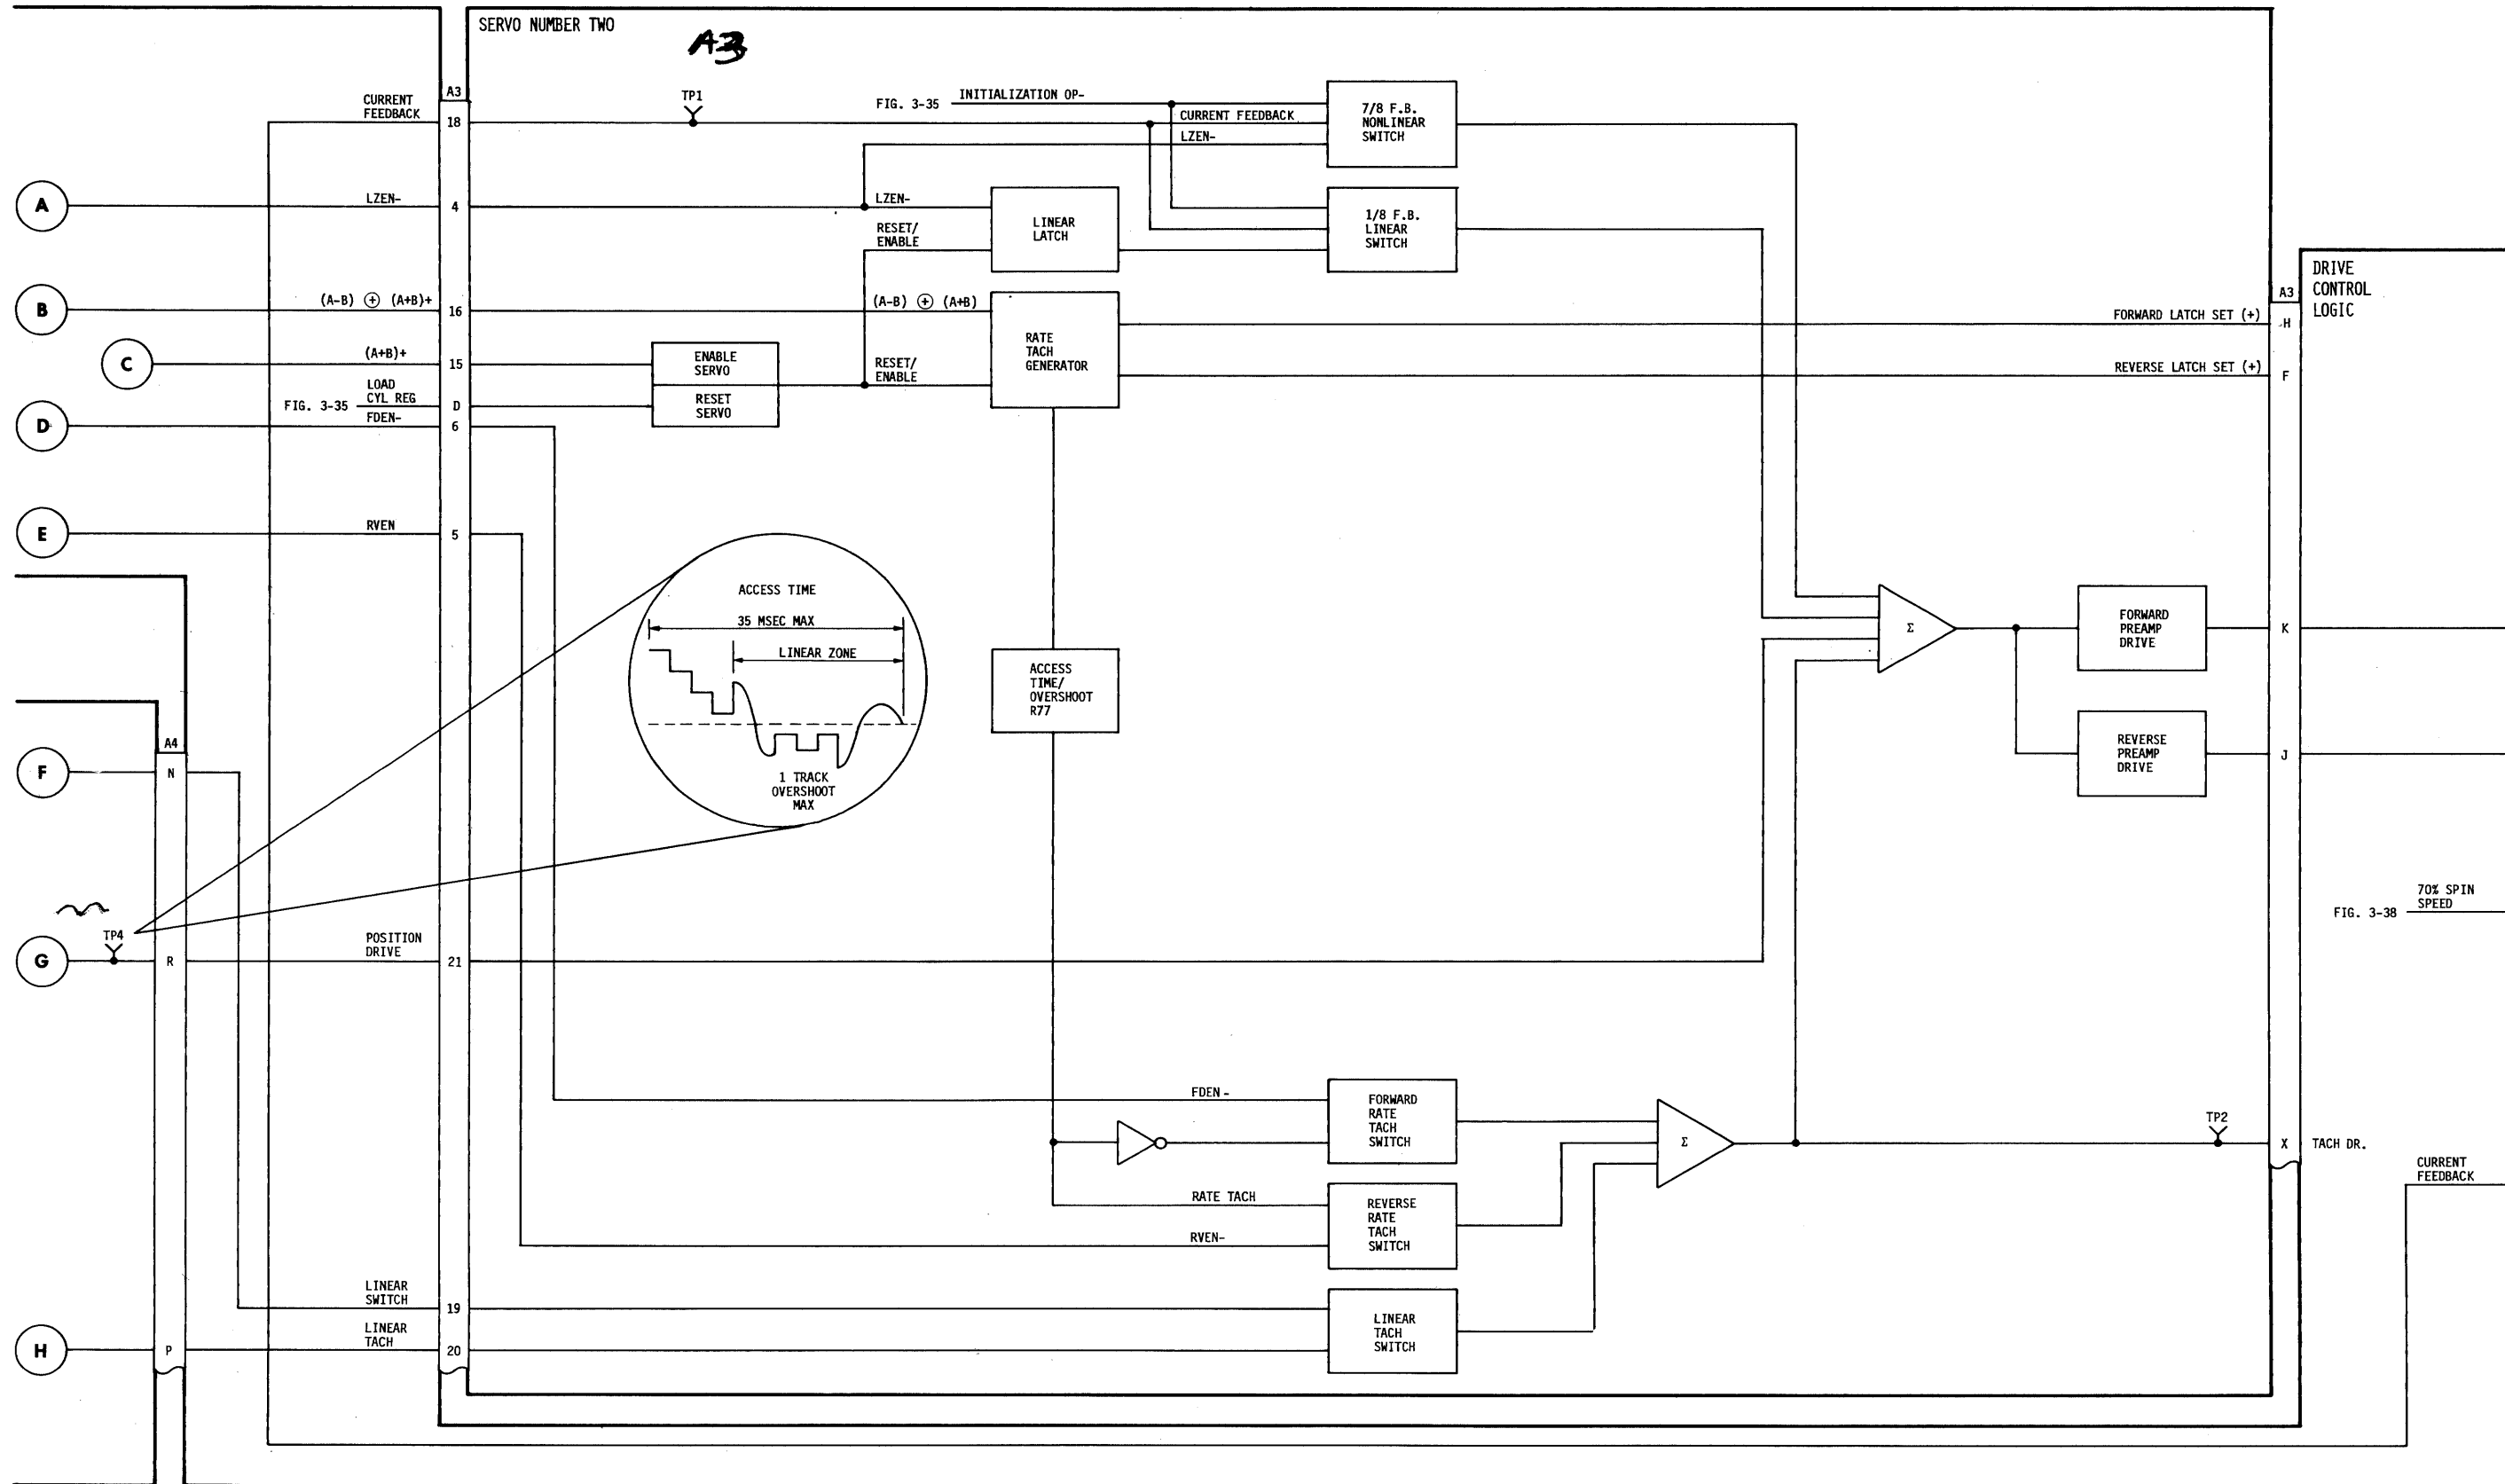 SERVO NUMBER TWO
A3
A3
CURRENT
FEEDBACK
18
TP1
FIG. 3-35
INITIALIZATION OP-
CURRENT FEEDBACK
LZEN-
7/8 F.B.
NONLINEAR
SWITCH
A
LZEN-
4
LZEN-
RESET/
ENABLE
LINEAR
LATCH
1/8 F.B.
LINEAR
SWITCH
B
(A-B) ⊕ (A+B)+
16
(A-B) ⊕ (A+B)
RATE
TACH
GENERATOR
C
(A+B)+
15
ENABLE
SERVO
RESET/
ENABLE
FIG. 3-35
LOAD
CYL REG
D
RESET
SERVO
D
FDEN-
6
A3
DRIVE
CONTROL
LOGIC
FORWARD LATCH SET (+)
H
REVERSE LATCH SET (+)
F
E
RVEN
5
ACCESS TIME
35 MSEC MAX
LINEAR ZONE
1 TRACK
OVERSHOOT
MAX
ACCESS
TIME/
OVERSHOOT
R77
Σ
FORWARD
PREAMP
DRIVE
K
REVERSE
PREAMP
DRIVE
J
A4
F
N
G
TP4
R
POSITION
DRIVE
21
FIG. 3-38
70% SPIN
SPEED
FDEN -
FORWARD
RATE
TACH
SWITCH
Σ
TP2
X
TACH DR.
RATE TACH
RVEN-
REVERSE
RATE
TACH
SWITCH
CURRENT
FEEDBACK
LINEAR
SWITCH
19
H
P
LINEAR
TACH
20
LINEAR
TACH
SWITCH